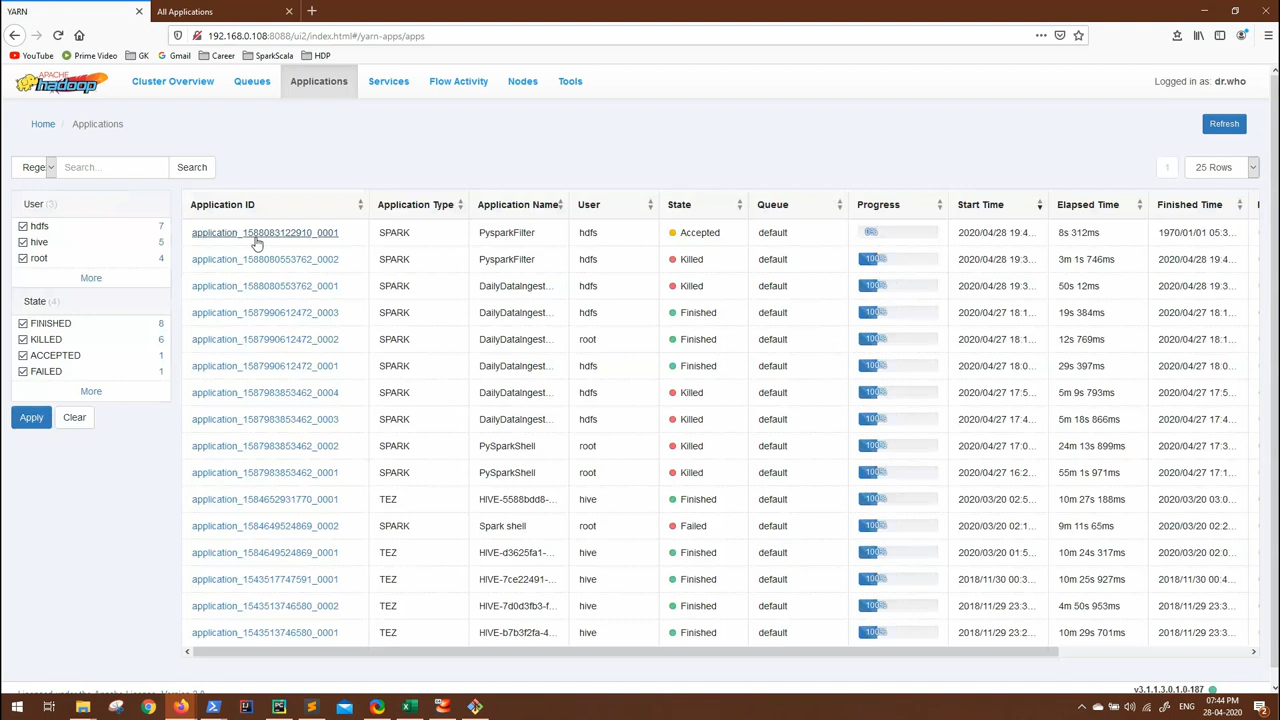 YARN
All Applications
192.168.0.108:8088/ui2/index.html#/yarn-apps/apps
YouTube Prime Video GK Gmail Career SparkScala HDP
APACHE
hadoop
Cluster Overview Queues Applications Services Flow Activity Nodes Tools
Logged in as: dr.who
Home / Applications
Refresh
Rege Search... Search
1 25 Rows
User (3)
hdfs 7
hive 5
root 4
More
State (4)
FINISHED 8
KILLED 6
ACCEPTED 1
FAILED 1
More
Apply Clear
Application ID Application Type Application Name User State Queue Progress Start Time Elapsed Time Finished Time
application_1588083122910_0001 SPARK PysparkFilter hdfs Accepted default 0% 2020/04/28 19:4... 8s 312ms 1970/01/01 05:3...
application_1588080553762_0002 SPARK PysparkFilter hdfs Killed default 100% 2020/04/28 19:3... 3m 1s 746ms 2020/04/28 19:4...
application_1588080553762_0001 SPARK DailyDataIngest... hdfs Killed default 100% 2020/04/28 19:3... 50s 12ms 2020/04/28 19:3...
application_1587990612472_0003 SPARK DailyDataIngest... hdfs Finished default 100% 2020/04/27 18:1... 19s 384ms 2020/04/27 18:1...
application_1587990612472_0002 SPARK DailyDataIngest... root Finished default 100% 2020/04/27 18:1... 12s 769ms 2020/04/27 18:1...
application_1587990612472_0001 SPARK DailyDataIngest... hdfs Finished default 100% 2020/04/27 18:0... 29s 397ms 2020/04/27 18:0...
application_1587983853462_0004 SPARK DailyDataIngest... hdfs Killed default 100% 2020/04/27 17:5... 5m 9s 793ms 2020/04/27 17:5...
application_1587983853462_0003 SPARK DailyDataIngest... hdfs Killed default 100% 2020/04/27 17:4... 5m 18s 866ms 2020/04/27 17:5...
application_1587983853462_0002 SPARK PySparkShell root Killed default 100% 2020/04/27 17:0... 24m 13s 899ms 2020/04/27 17:3...
application_1587983853462_0001 SPARK PySparkShell root Killed default 100% 2020/04/27 16:2... 55m 1s 971ms 2020/04/27 17:1...
application_1584652931770_0001 TEZ HIVE-5588bdd8-... hive Finished default 100% 2020/03/20 02:5... 10m 27s 188ms 2020/03/20 03:0...
application_1584649524869_0002 SPARK Spark shell root Failed default 100% 2020/03/20 02:1... 9m 11s 65ms 2020/03/20 02:2...
application_1584649524869_0001 TEZ HIVE-d3625fa1-... hive Finished default 100% 2020/03/20 01:5... 10m 24s 317ms 2020/03/20 02:0...
application_1543517747591_0001 TEZ HIVE-7ce22491-... hive Finished default 100% 2018/11/30 00:3... 10m 25s 927ms 2018/11/30 00:4...
application_1543513746580_0002 TEZ HIVE-7d0d3fb3-f... hive Finished default 100% 2018/11/29 23:3... 4m 50s 953ms 2018/11/29 23:3...
application_1543513746580_0001 TEZ HIVE-b7b3f2fa-4... hive Finished default 100% 2018/11/29 23:2... 10m 29s 701ms 2018/11/29 23:3...
v3.1.1.3.0.1.0-187
07:44 PM
28-04-2020
2